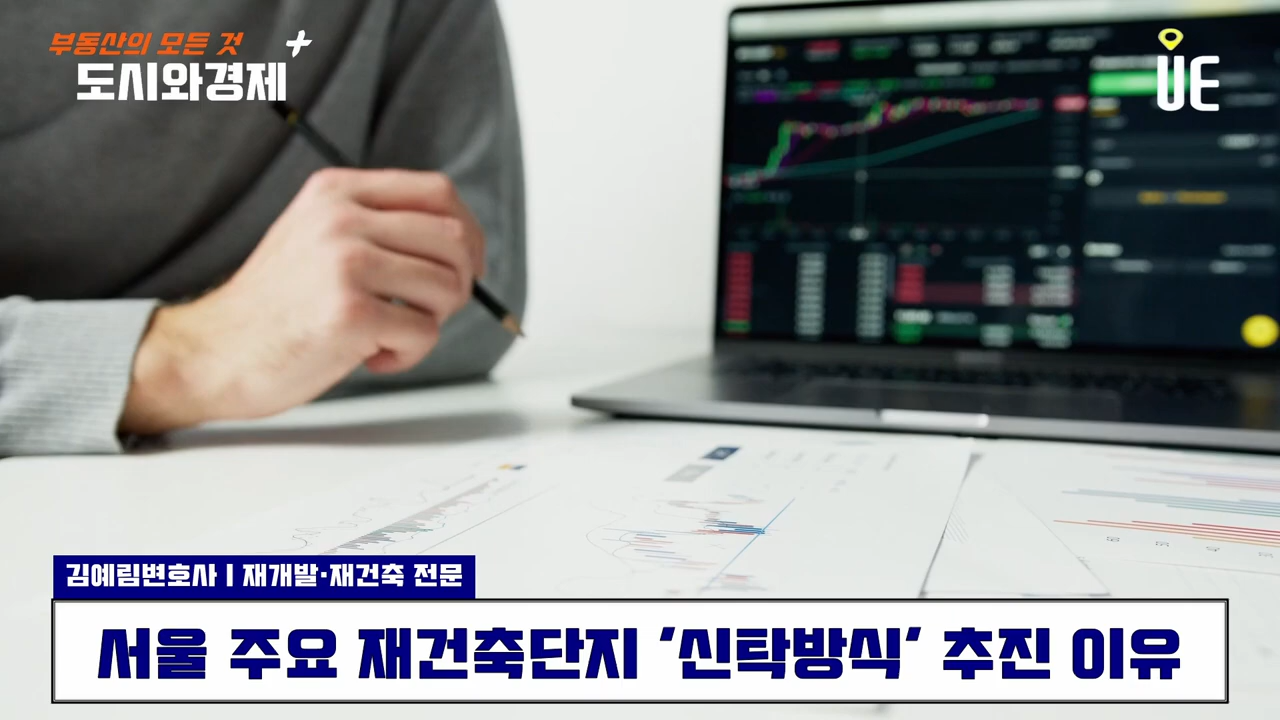 부동산의 모든 것
도시와경제+
UE
김예림변호사 | 재개발·재건축 전문
서울 주요 재건축단지 '신탁방식' 추진 이유